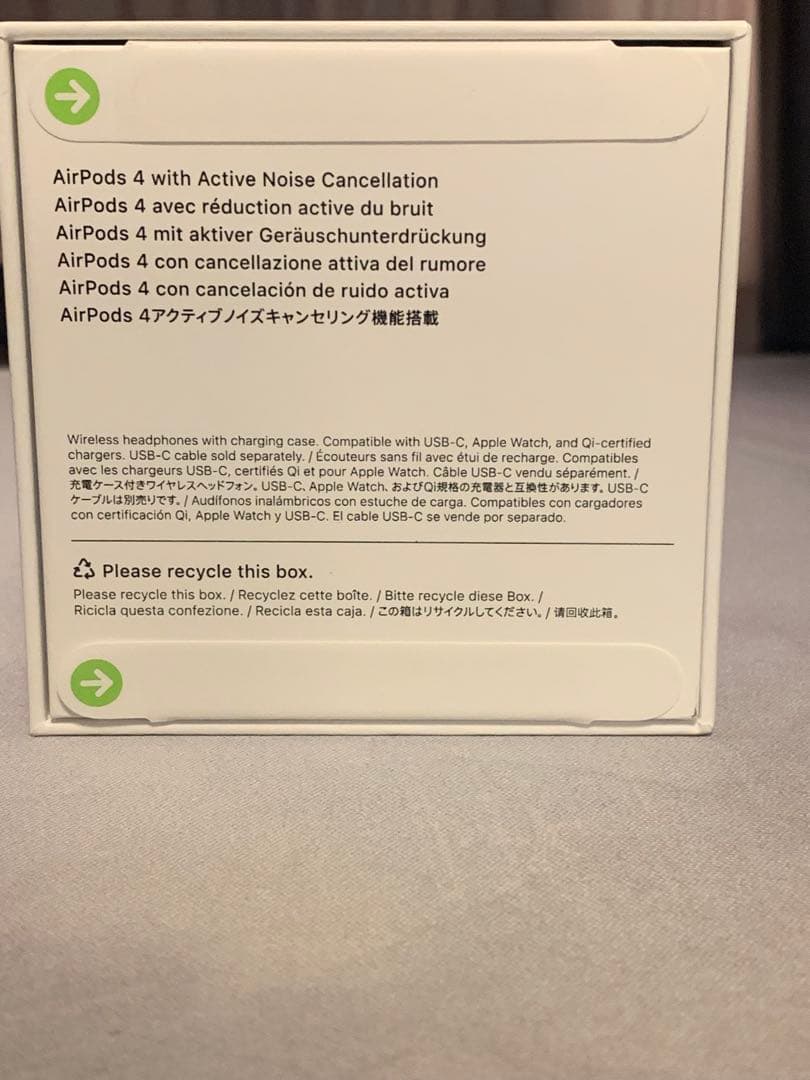 AirPods 4 with Active Noise Cancellation
AirPods 4 avec réduction active du bruit
AirPods 4 mit aktiver Geräuschunterdrückung
AirPods 4 con cancellazione attiva del rumore
AirPods 4 con cancelación de ruido activa
AirPods 4アクティブノイズキャンセリング機能搭載
Wireless headphones with charging case. Compatible with USB-C, Apple Watch, and Qi-certified
chargers. USB-C cable sold separately. / Écouteurs sans fil avec étui de recharge. Compatibles
avec les chargeurs USB-C, certifiés Qi et pour Apple Watch. Câble USB-C vendu séparément. /
充電ケース付きワイヤレスヘッドフォン。USB-C、Apple Watch、およびQi規格の充電器と互換性があります。USB-C
ケーブルは別売りです。/ Audífonos inalámbricos con estuche de carga. Compatibles con cargadores
con certificación Qi, Apple Watch y USB-C. El cable USB-C se vende por separado.
Please recycle this box.
Please recycle this box. / Recyclez cette boîte. / Bitte recycle diese Box. /
Ricicla questa confezione. / Recicla esta caja. / この箱はリサイクルしてください。/ 请回收此箱。